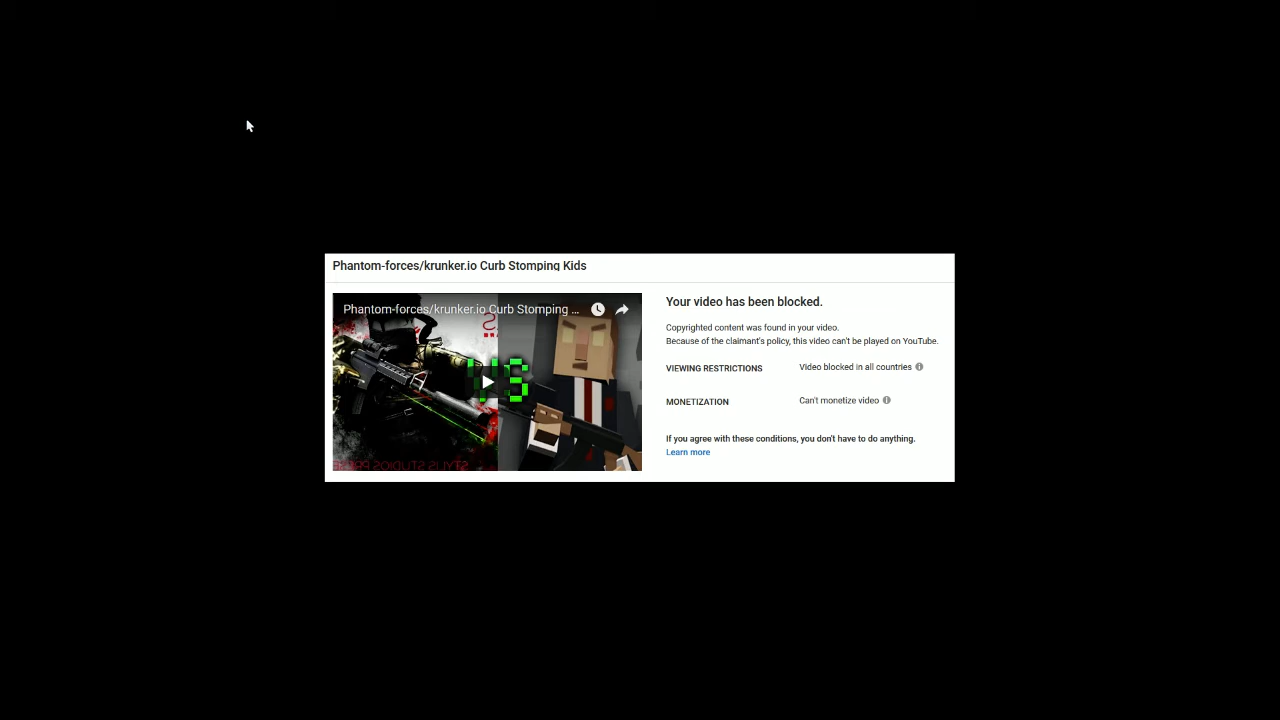 Phantom-forces/krunker.io Curb Stomping Kids
Phantom-forces/krunker.io Curb Stomping ...
VS
Your video has been blocked.
Copyrighted content was found in your video.
Because of the claimant's policy, this video can't be played on YouTube.
VIEWING RESTRICTIONS Video blocked in all countries
MONETIZATION Can't monetize video
If you agree with these conditions, you don't have to do anything.
Learn more